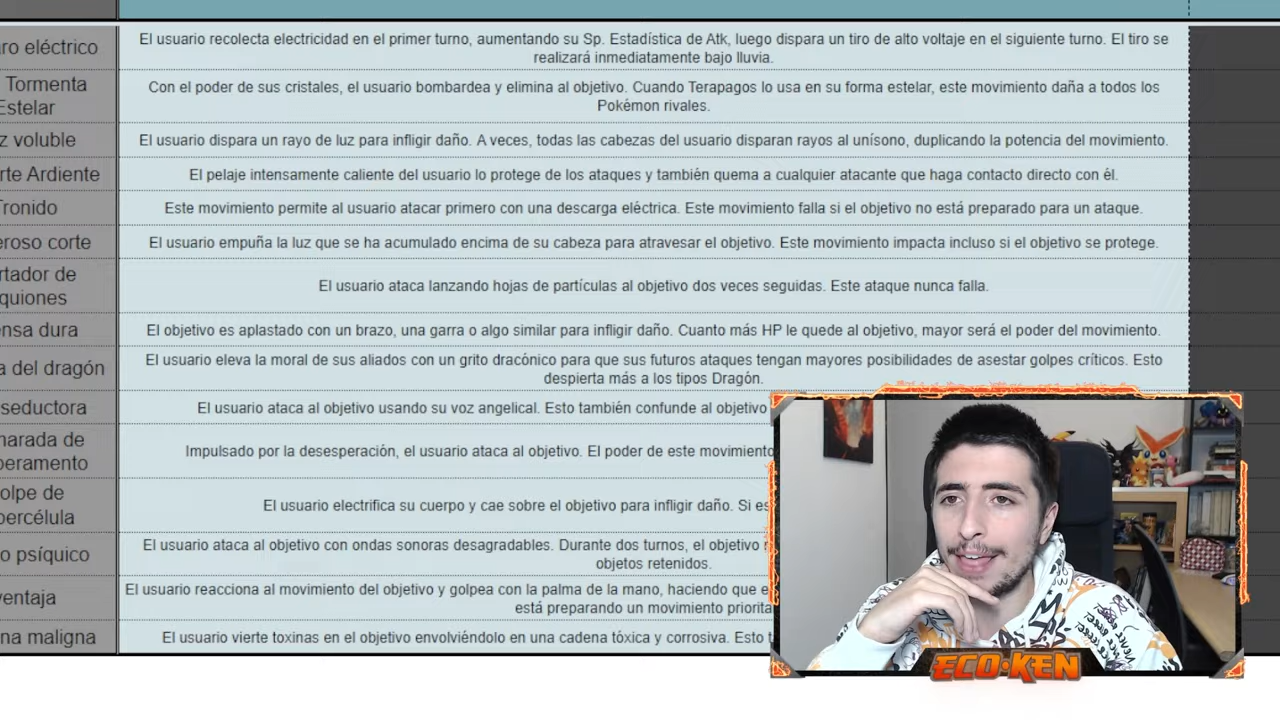 ro eléctrico
El usuario recolecta electricidad en el primer turno, aumentando su Sp. Estadística de Atk, luego dispara un tiro de alto voltaje en el siguiente turno. El tiro se
realizará inmediatamente bajo lluvia.
Tormenta
Estelar
Con el poder de sus cristales, el usuario bombardea y elimina al objetivo. Cuando Terapagos lo usa en su forma estelar, este movimiento daña a todos los
Pokémon rivales.
z voluble
El usuario dispara un rayo de luz para infligir daño. A veces, todas las cabezas del usuario disparan rayos al unísono, duplicando la potencia del movimiento.
rte Ardiente
El pelaje intensamente caliente del usuario lo protege de los ataques y también quema a cualquier atacante que haga contacto directo con él.
Tronido
Este movimiento permite al usuario atacar primero con una descarga eléctrica. Este movimiento falla si el objetivo no está preparado para un ataque.
eroso corte
El usuario empuña la luz que se ha acumulado encima de su cabeza para atravesar el objetivo. Este movimiento impacta incluso si el objetivo se protege.
rtador de
quiones
El usuario ataca lanzando hojas de partículas al objetivo dos veces seguidas. Este ataque nunca falla.
ensa dura
El objetivo es aplastado con un brazo, una garra o algo similar para infligir daño. Cuanto más HP le quede al objetivo, mayor será el poder del movimiento.
a del dragón
El usuario eleva la moral de sus aliados con un grito dracónico para que sus futuros ataques tengan mayores posibilidades de asestar golpes críticos. Esto
despierta más a los tipos Dragón.
seductora
El usuario ataca al objetivo usando su voz angelical. Esto también confunde al objetivo
narada de
peramento
Impulsado por la desesperación, el usuario ataca al objetivo. El poder de este movimiento
olpe de
percélula
El usuario electrifica su cuerpo y cae sobre el objetivo para infligir daño. Si es
o psíquico
El usuario ataca al objetivo con ondas sonoras desagradables. Durante dos turnos, el objetivo
objetos retenidos.
ventaja
El usuario reacciona al movimiento del objetivo y golpea con la palma de la mano, haciendo que e
está preparando un movimiento priorita
na maligna
El usuario vierte toxinas en el objetivo envolviéndolo en una cadena tóxica y corrosiva. Esto t
ECO·KEN